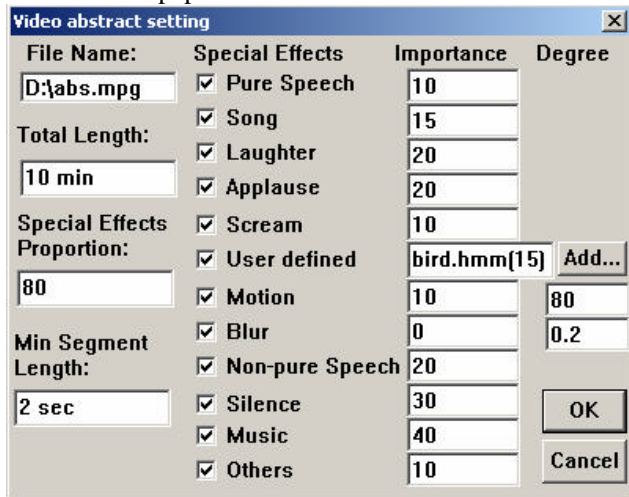 Video abstract setting
File Name:
D:\abs.mpg
Total Length:
10 min
Special Effects
Proportion:
80
Min Segment
Length:
2 sec
Special Effects Importance Degree
Pure Speech 10
Song 15
Laughter 20
Applause 20
Scream 10
User defined bird.hmm(15) Add...
Motion 10 80
Blur 0 0.2
Non-pure Speech 20
Silence 30
Music 40
Others 10
OK
Cancel